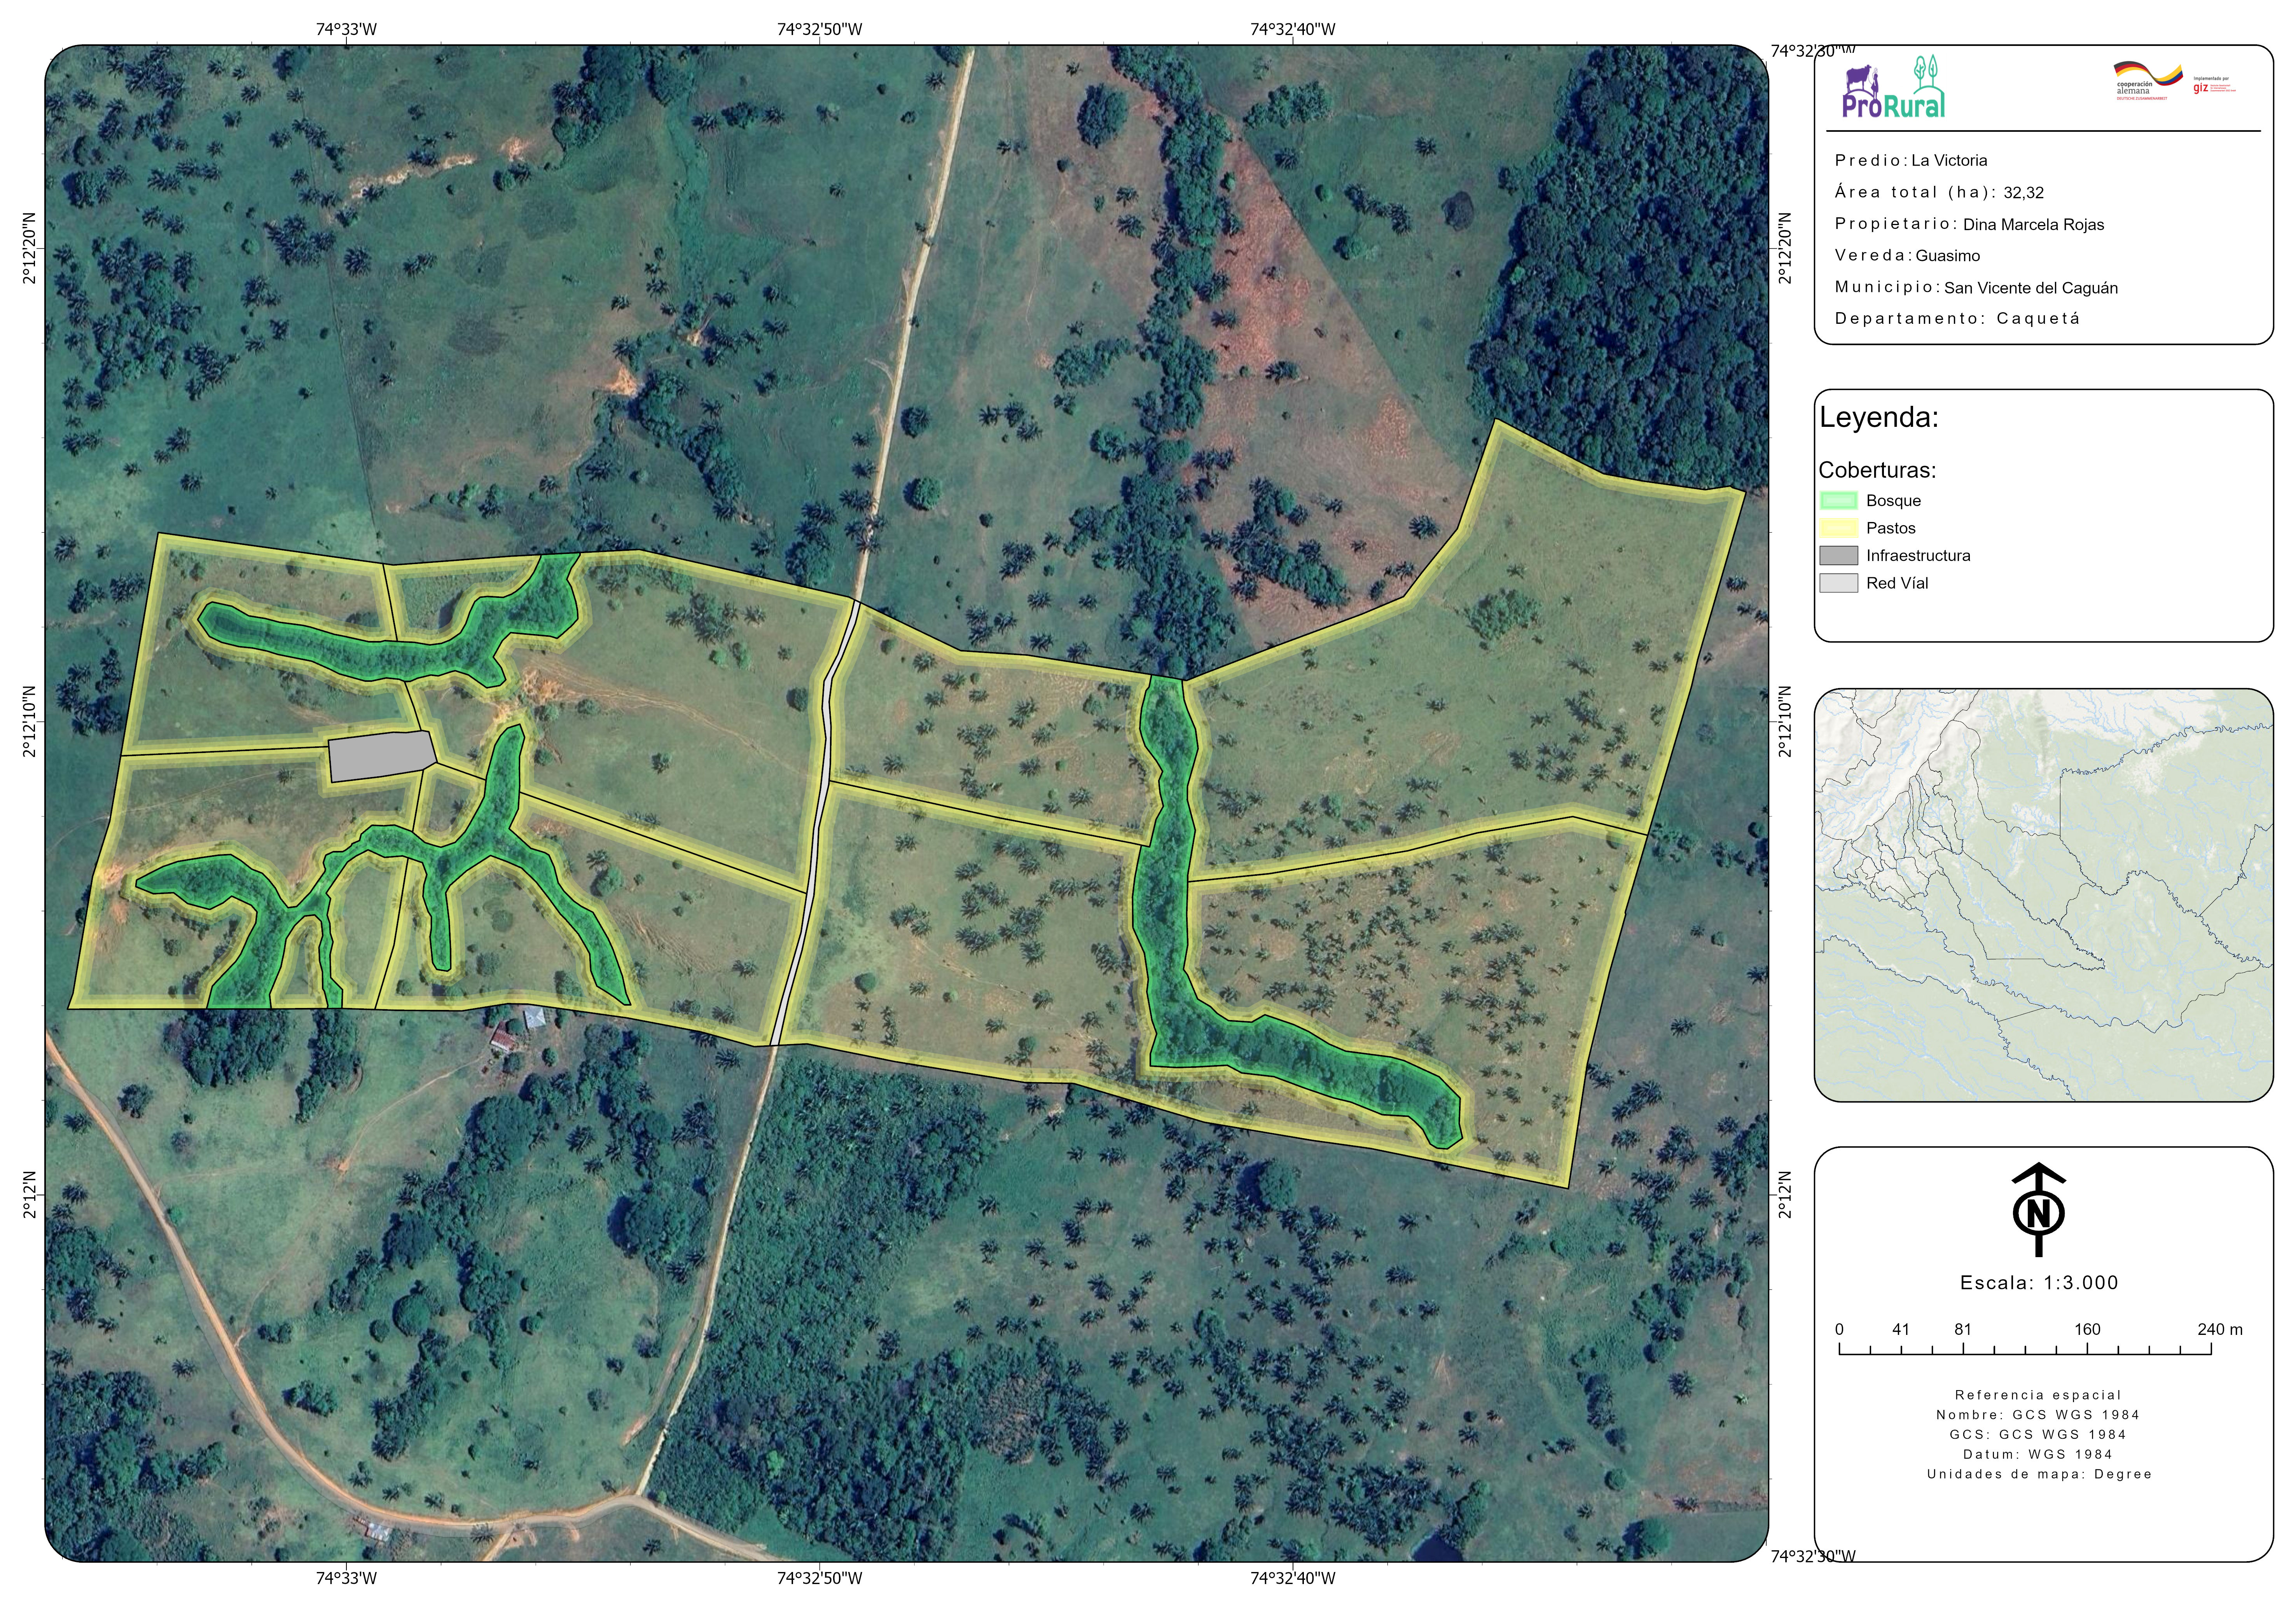 74°33'W
74°32'50"W
74°32'40"W
74°32'30"W
2°12'20"N
2°12'10"N
2°12'N
2°12'20"N
2°12'10"N
2°12'N
74°33'W
74°32'50"W
74°32'40"W
74°32'30"W
ProRural
cooperación
alemana
DEUTSCHE ZUSAMMENARBEIT
Implementada por
giz
Predio: La Victoria
Área total (ha): 32,32
Propietario: Dina Marcela Rojas
Vereda: Guasimo
Municipio: San Vicente del Caguán
Departamento: Caquetá
Leyenda:
Coberturas:
Bosque
Pastos
Infraestructura
Red Víal
N
Escala: 1:3.000
0 41 81 160 240 m
Referencia espacial
Nombre: GCS WGS 1984
GCS: GCS WGS 1984
Datum: WGS 1984
Unidades de mapa: Degree